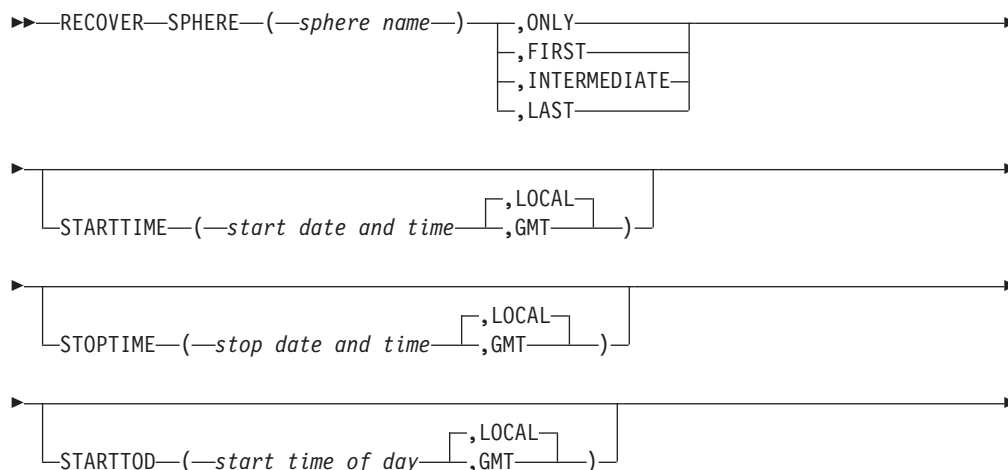 RECOVER SPHERE ( sphere name ) ,ONLY
,FIRST
,INTERMEDIATE
,LAST
,LOCAL
STARTTIME ( start date and time ,GMT )
,LOCAL
STOPTIME ( stop date and time ,GMT )
,LOCAL
STARTTOD ( start time of day ,GMT )